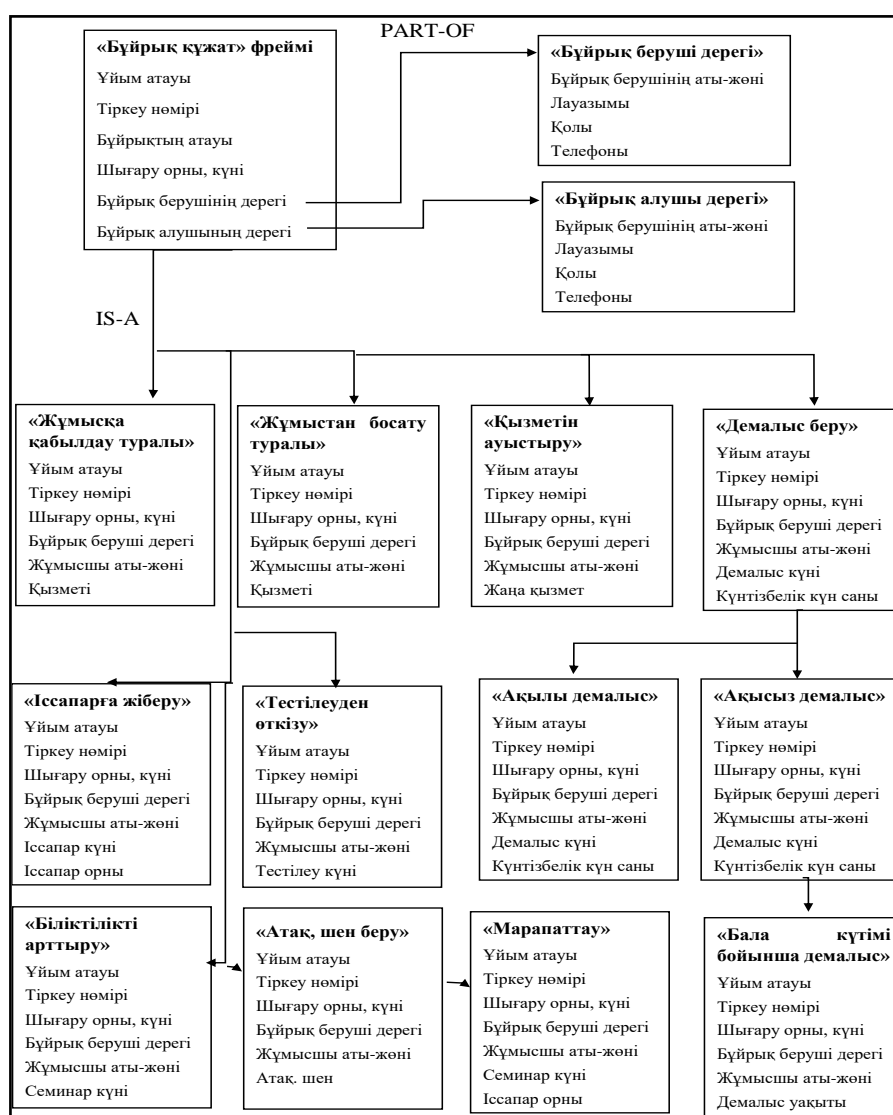 PART-OF
«Бұйрық құжат» фреймі
Ұйым атауы
Тіркеу нөмірі
Бұйрықтың атауы
Шығару орны, күні
Бұйрық берушінің дерегі
Бұйрық алушының дерегі
«Бұйрық беруші дерегі»
Бұйрық берушінің аты-жөні
Лауазымы
Қолы
Телефоны
«Бұйрық алушы дерегі»
Бұйрық берушінің аты-жөні
Лауазымы
Қолы
Телефоны
IS-A
«Жұмысқа
қабылдау туралы»
Ұйым атауы
Тіркеу нөмірі
Шығару орны, күні
Бұйрық беруші дерегі
Жұмысшы аты-жөні
Қызметі
«Жұмыстан босату
туралы»
Ұйым атауы
Тіркеу нөмірі
Шығару орны, күні
Бұйрық беруші дерегі
Жұмысшы аты-жөні
Қызметі
«Қызметін
ауыстыру»
Ұйым атауы
Тіркеу нөмірі
Шығару орны, күні
Бұйрық беруші дерегі
Жұмысшы аты-жөні
Жаңа қызмет
«Демалыс беру»
Ұйым атауы
Тіркеу нөмірі
Шығару орны, күні
Бұйрық беруші дерегі
Жұмысшы аты-жөні
Демалыс күні
Күнтізбелік күн саны
«Іссапарға жіберу»
Ұйым атауы
Тіркеу нөмірі
Шығару орны, күні
Бұйрық беруші дерегі
Жұмысшы аты-жөні
Іссапар күні
Іссапар орны
«Тестілеуден
өткізу»
Ұйым атауы
Тіркеу нөмірі
Шығару орны, күні
Бұйрық беруші дерегі
Жұмысшы аты-жөні
Тестілеу күні
«Ақылы демалыс»
Ұйым атауы
Тіркеу нөмірі
Шығару орны, күні
Бұйрық беруші дерегі
Жұмысшы аты-жөні
Демалыс күні
Күнтізбелік күн саны
«Ақысыз демалыс»
Ұйым атауы
Тіркеу нөмірі
Шығару орны, күні
Бұйрық беруші дерегі
Жұмысшы аты-жөні
Демалыс күні
Күнтізбелік күн саны
«Біліктілікті
арттыру»
Ұйым атауы
Тіркеу нөмірі
Шығару орны, күні
Бұйрық беруші дерегі
Жұмысшы аты-жөні
Семинар күні
«Атақ, шен беру»
Ұйым атауы
Тіркеу нөмірі
Шығару орны, күні
Бұйрық беруші дерегі
Жұмысшы аты-жөні
Атақ. шен
«Марапаттау»
Ұйым атауы
Тіркеу нөмірі
Шығару орны, күні
Бұйрық беруші дерегі
Жұмысшы аты-жөні
Семинар күні
Іссапар орны
«Бала күтімі
бойынша демалыс»
Ұйым атауы
Тіркеу нөмірі
Шығару орны, күні
Бұйрық беруші дерегі
Жұмысшы аты-жөні
Демалыс уақыты